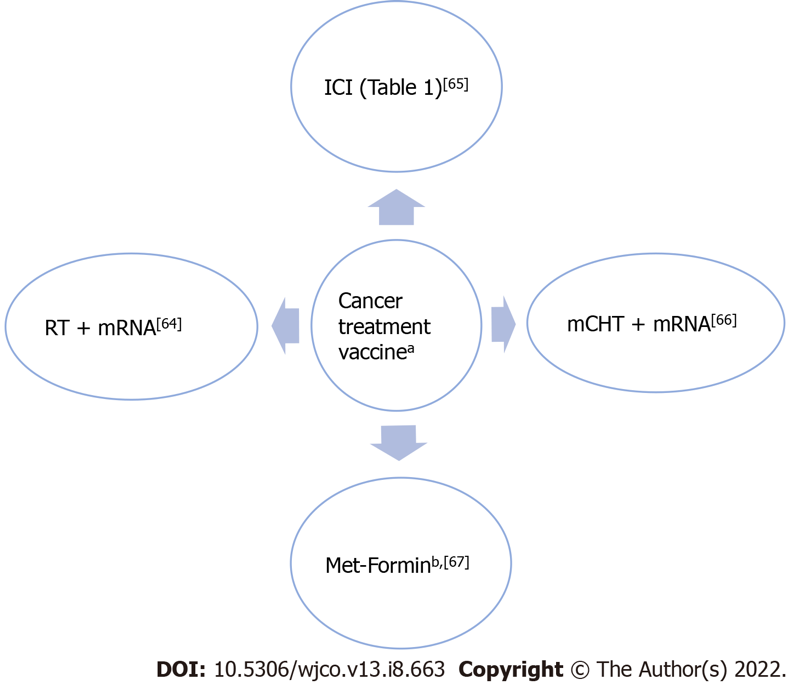 ICI (Table 1)[65]
RT + mRNA[64]
Cancer
treatment
vaccineᵃ
mCHT + mRNA[66]
Met-Forminᵇ,[67]
DOI: 10.5306/wjco.v13.i8.663 Copyright © The Author(s) 2022.